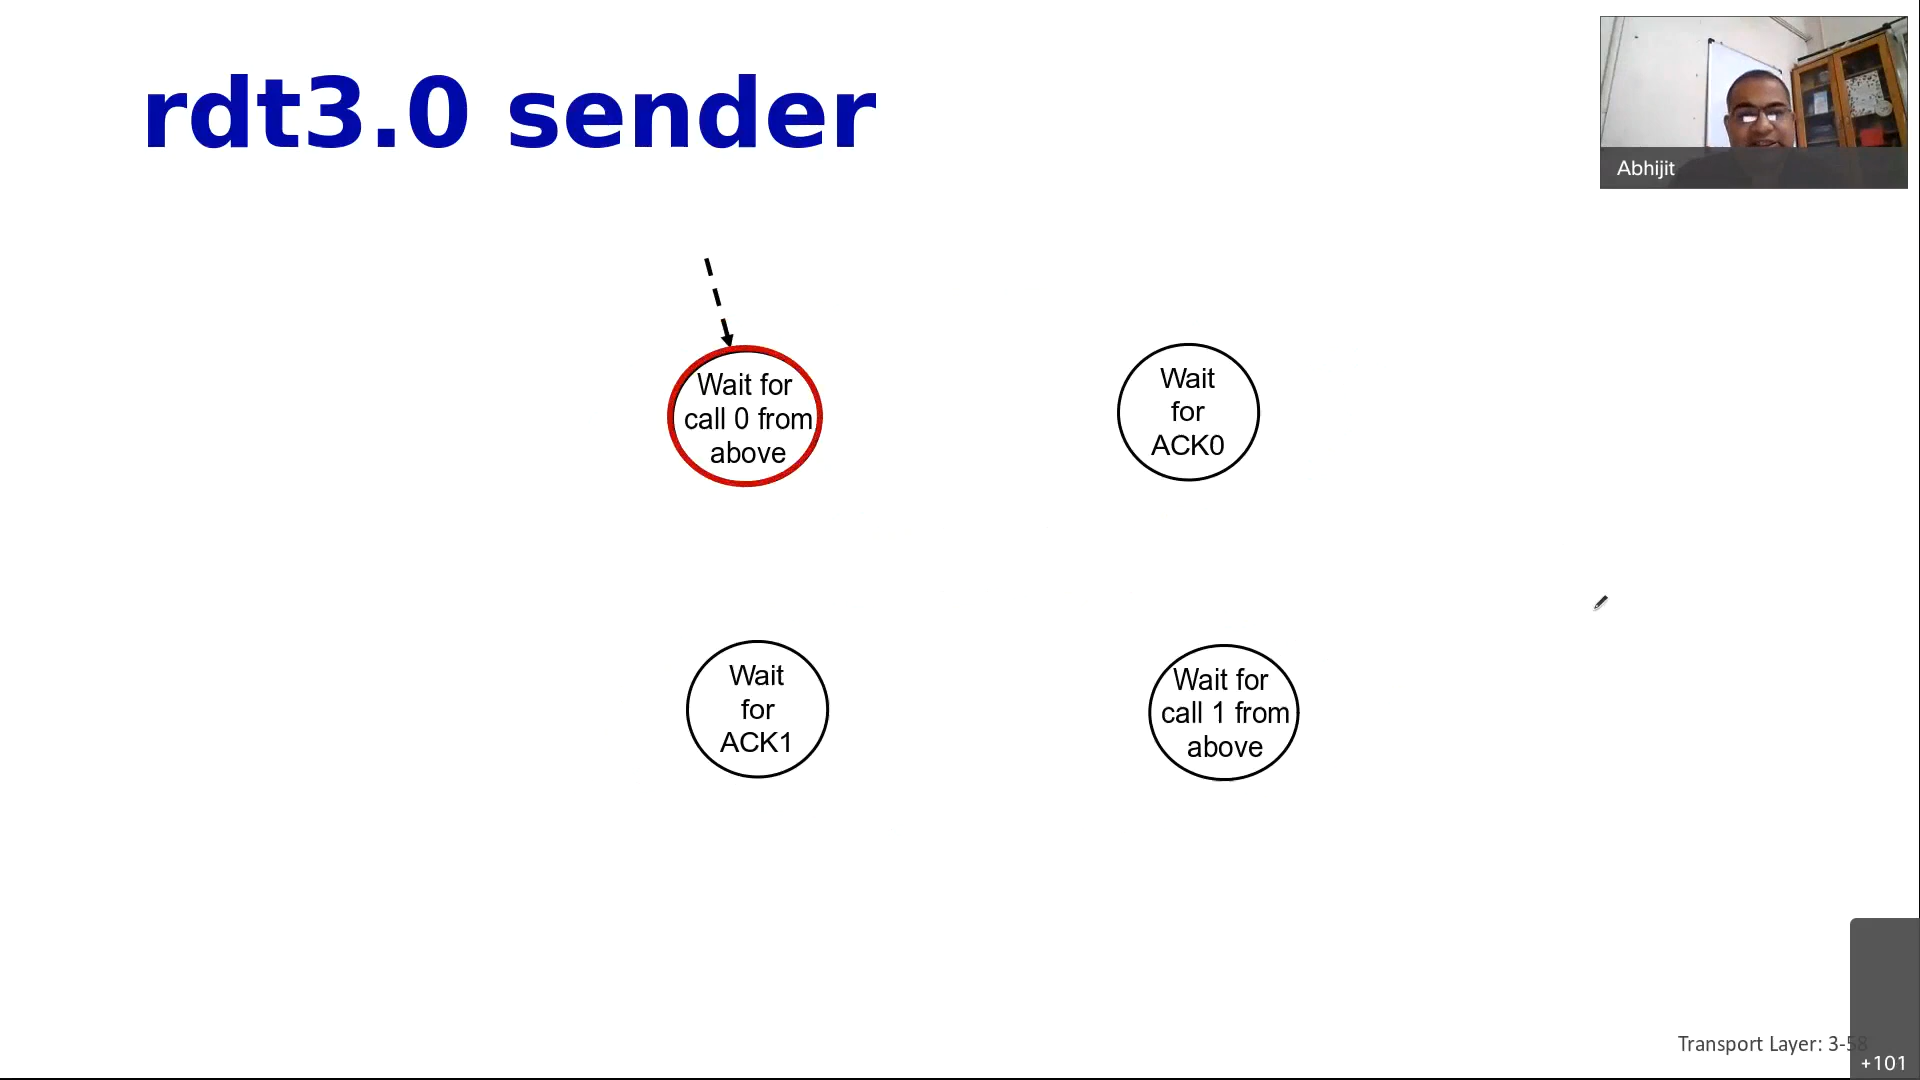 rdt3.0 sender
Abhijit
Wait for
call 0 from
above
Wait
for
ACK0
Wait
for
ACK1
Wait for
call 1 from
above
Transport Layer: 3-58
+101